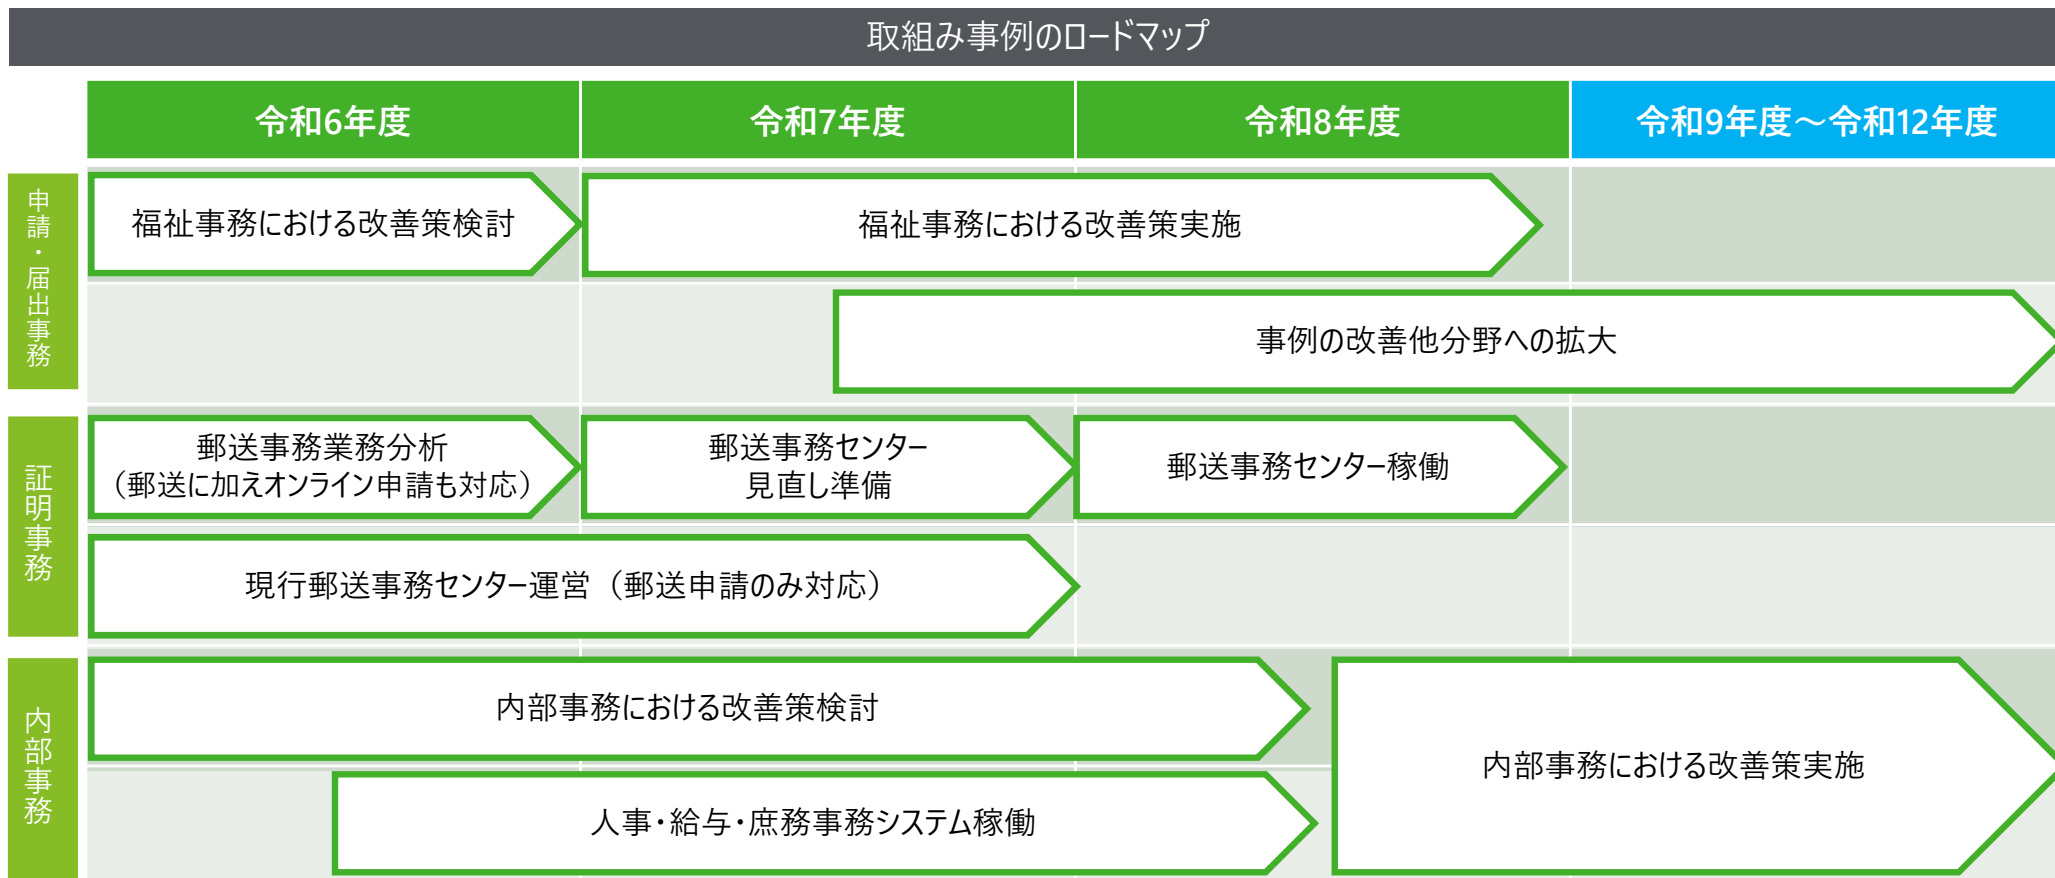 取組み事例のロードマップ
令和6年度
令和7年度
令和8年度
令和9年度～令和12年度
申請・届出事務
福祉事務における改善策検討
福祉事務における改善策実施
事例の改善他分野への拡大
証明事務
郵送事務業務分析
（郵送に加えオンライン申請も対応）
郵送事務センター
見直し準備
郵送事務センター稼働
現行郵送事務センター運営（郵送申請のみ対応）
内部事務
内部事務における改善策検討
人事・給与・庶務事務システム稼働
内部事務における改善策実施